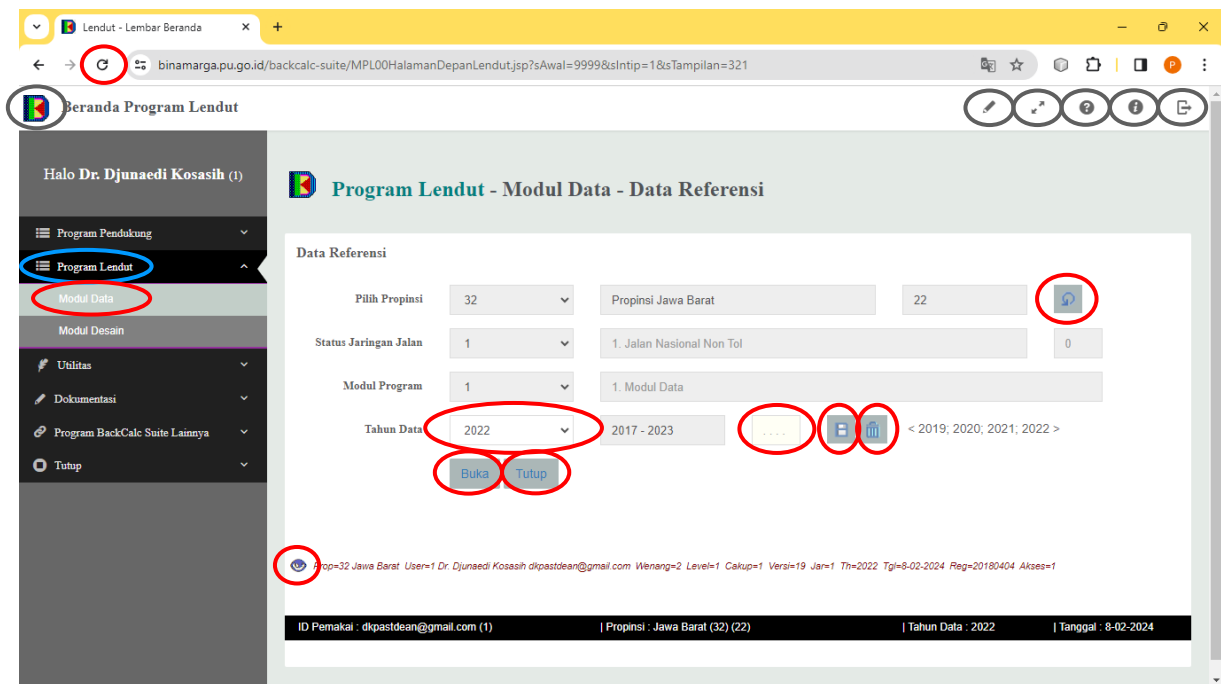 Lendut - Lembar Beranda
binamarga.pu.go.id/backcalc-suite/MPL00HalamanDepanLendut.jsp?sAwal=9999&sIntip=1&sTampilan=321
P
Beranda Program Lendut
Halo Dr. Djunaedi Kosasih (1)
Program Pendukung
Program Lendut
Modul Data
Modul Desain
Utilitas
Dokumentasi
Program BackCalc Suite Lainnya
Tutup
Program Lendut - Modul Data - Data Referensi
Data Referensi
Pilih Propinsi 32 Propinsi Jawa Barat 22
Status Jaringan Jalan 1 1. Jalan Nasional Non Tol 0
Modul Program 1 1. Modul Data
Tahun Data 2022 2017 - 2023 .... < 2019; 2020; 2021; 2022 >
Buka Tutup
Prop=32 Jawa Barat User=1 Dr. Djunaedi Kosasih dkpastdean@gmail.com Wenang=2 Level=1 Cakup=1 Versi=19 Jar=1 Th=2022 Tgl=8-02-2024 Reg=20180404 Akses=1
ID Pemakai : dkpastdean@gmail.com (1) | Propinsi : Jawa Barat (32) (22) | Tahun Data : 2022 | Tanggal : 8-02-2024